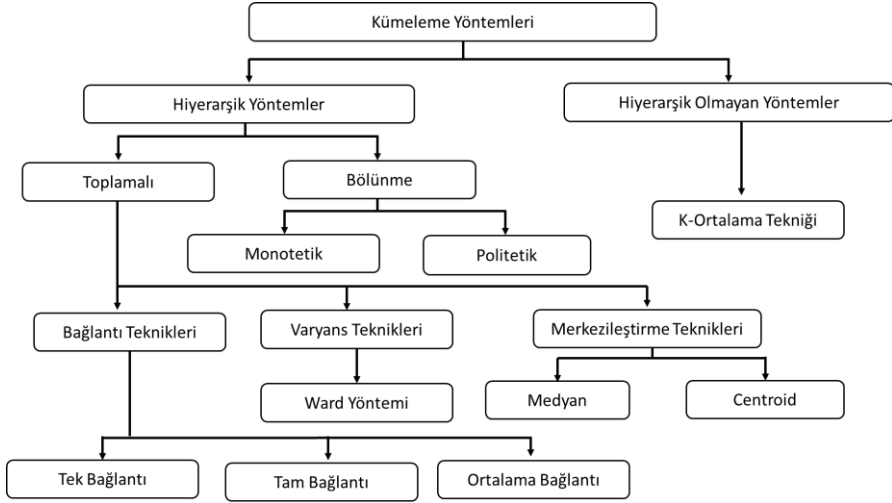 Kümeleme Yöntemleri
Hiyerarşik Yöntemler
Hiyerarşik Olmayan Yöntemler
Toplamalı
Bölünme
K-Ortalama Tekniği
Monotetik
Politetik
Bağlantı Teknikleri
Varyans Teknikleri
Merkezileştirme Teknikleri
Ward Yöntemi
Medyan
Centroid
Tek Bağlantı
Tam Bağlantı
Ortalama Bağlantı